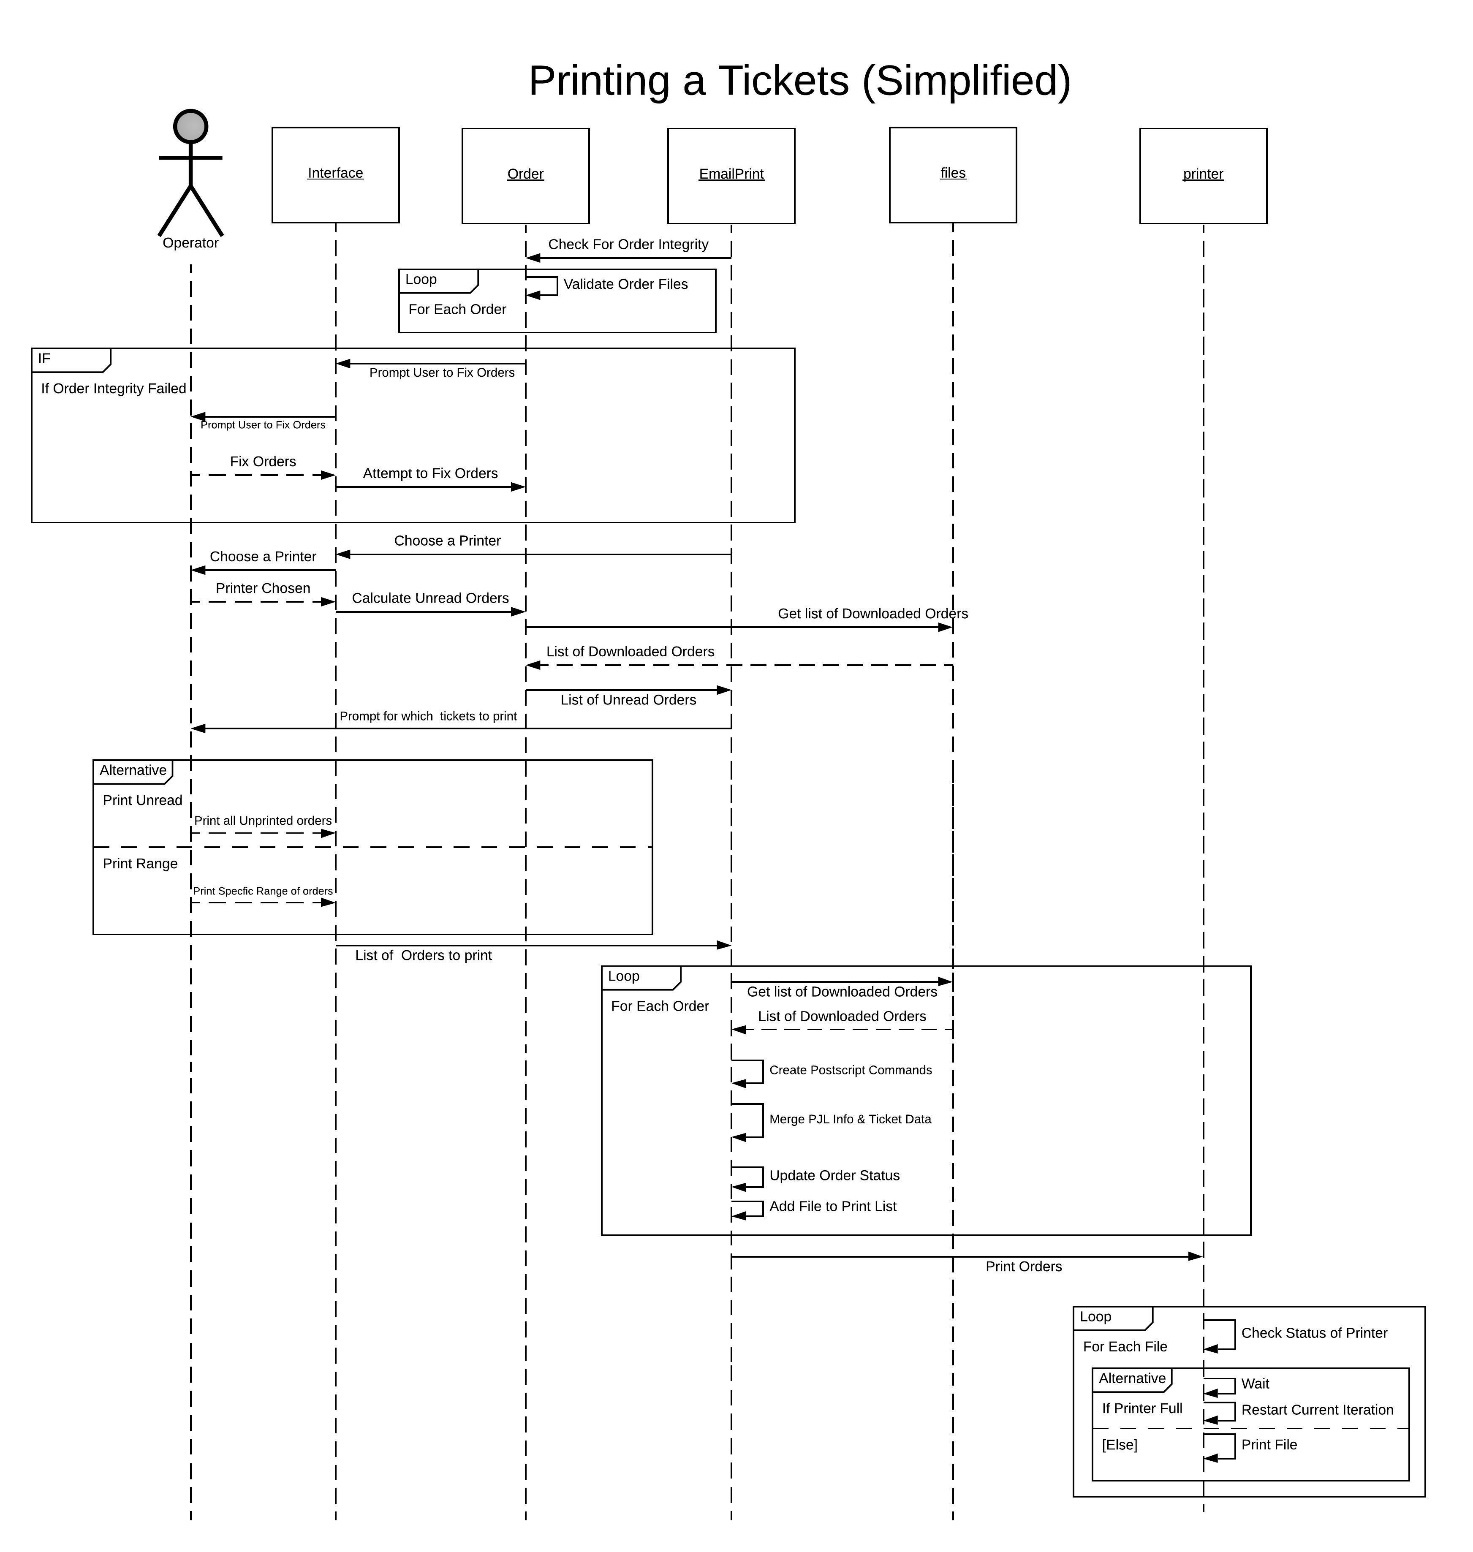 Printing a Tickets (Simplified)
Operator
Interface
Order
EmailPrint
files
printer
Check For Order Integrity
Loop
Validate Order Files
For Each Order
IF
Prompt User to Fix Orders
If Order Integrity Failed
Prompt User to Fix Orders
Fix Orders
Attempt to Fix Orders
Choose a Printer
Choose a Printer
Printer Chosen
Calculate Unread Orders
Get list of Downloaded Orders
List of Downloaded Orders
List of Unread Orders
Prompt for which  tickets to print
Alternative
Print Unread
Print all Unprinted orders
Print Range
Print Specfic Range of orders
List of  Orders to print
Loop
Get list of Downloaded Orders
For Each Order
List of Downloaded Orders
Create Postscript Commands
Merge PJL Info & Ticket Data
Update Order Status
Add File to Print List
Print Orders
Loop
Check Status of Printer
For Each File
Alternative
Wait
If Printer Full
Restart Current Iteration
[Else]
Print File